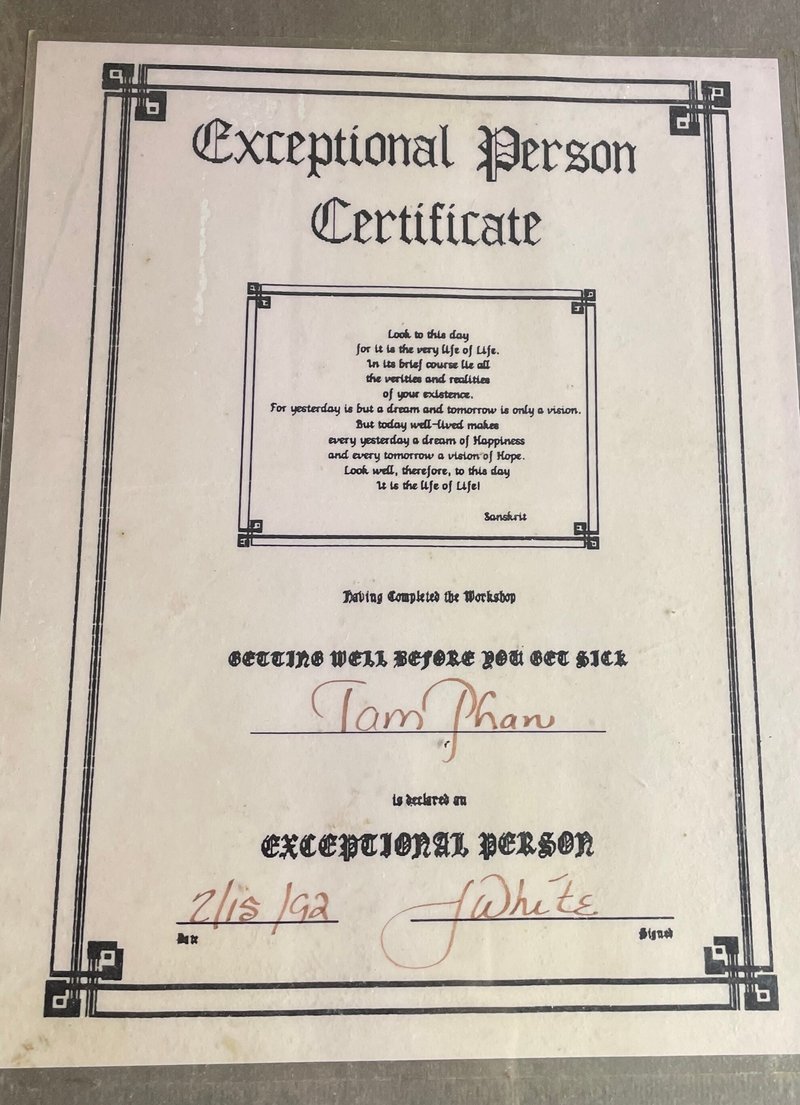 Exceptional Person
Certificate
Look to this day
for it is the very life of Life.
In its brief course lie all
the verities and realities
of your existence.
For yesterday is but a dream and tomorrow is only a vision.
But today well-lived makes
every yesterday a dream of Happiness
and every tomorrow a vision of Hope.
Look well, therefore, to this day
It is the life of Life!
Sanskrit
Having Completed the Workshop
GETTING WELL BEFORE YOU GET SICK
Tam Phan
is declared an
EXCEPTIONAL PERSON
2/15/92 JWhite
Date Signed